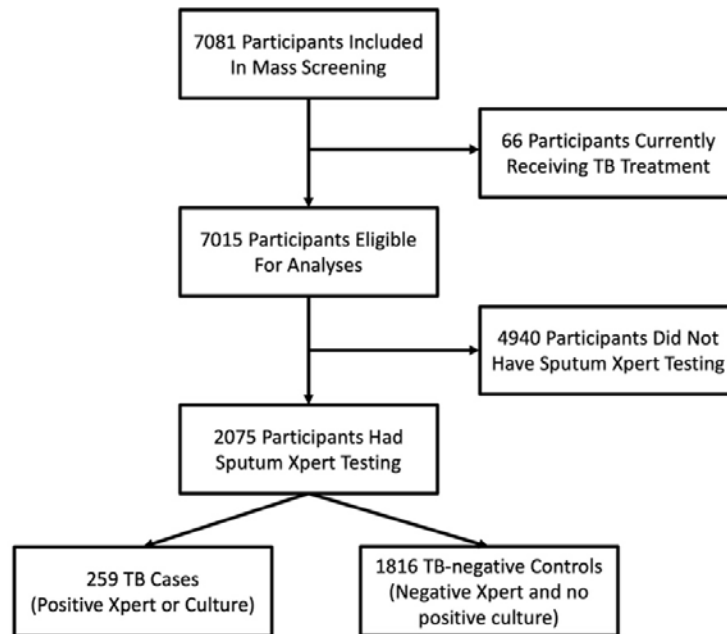 7081 Participants Included
In Mass Screening
66 Participants Currently
Receiving TB Treatment
7015 Participants Eligible
For Analyses
4940 Participants Did Not
Have Sputum Xpert Testing
2075 Participants Had
Sputum Xpert Testing
259 TB Cases
(Positive Xpert or Culture)
1816 TB-negative Controls
(Negative Xpert and no
positive culture)